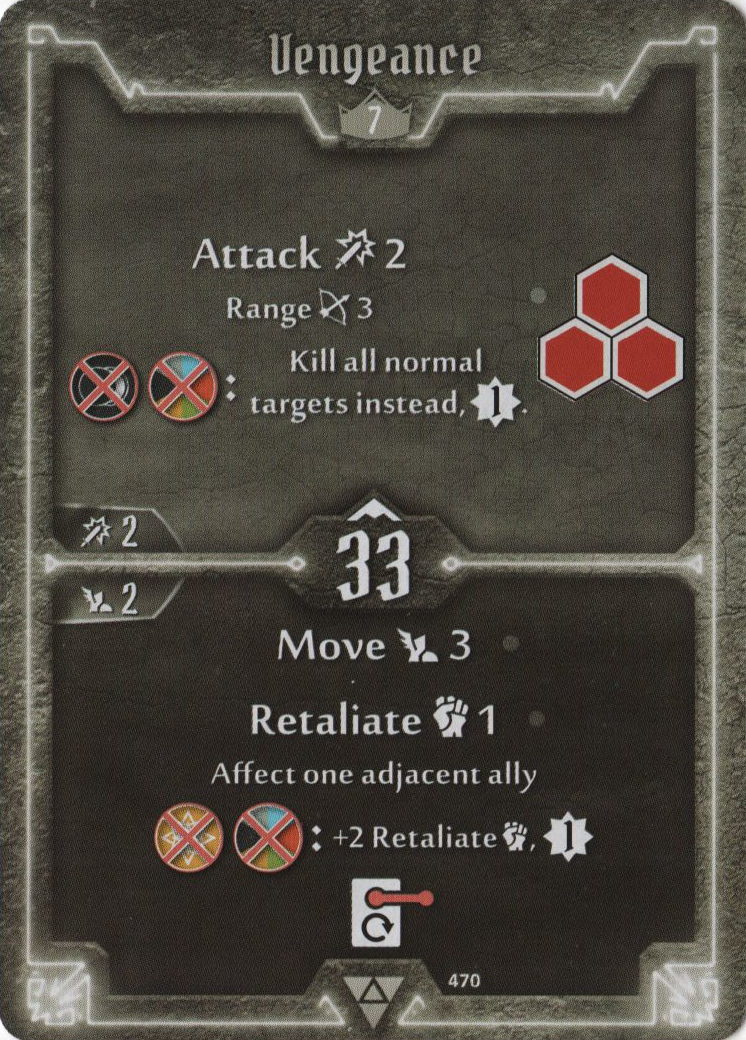 Vengeance
7
Attack 2
Range 3
: Kill all normal
targets instead, 1.
2
33
2
Move 3
Retaliate 1
Affect one adjacent ally
: +2 Retaliate, 1
470